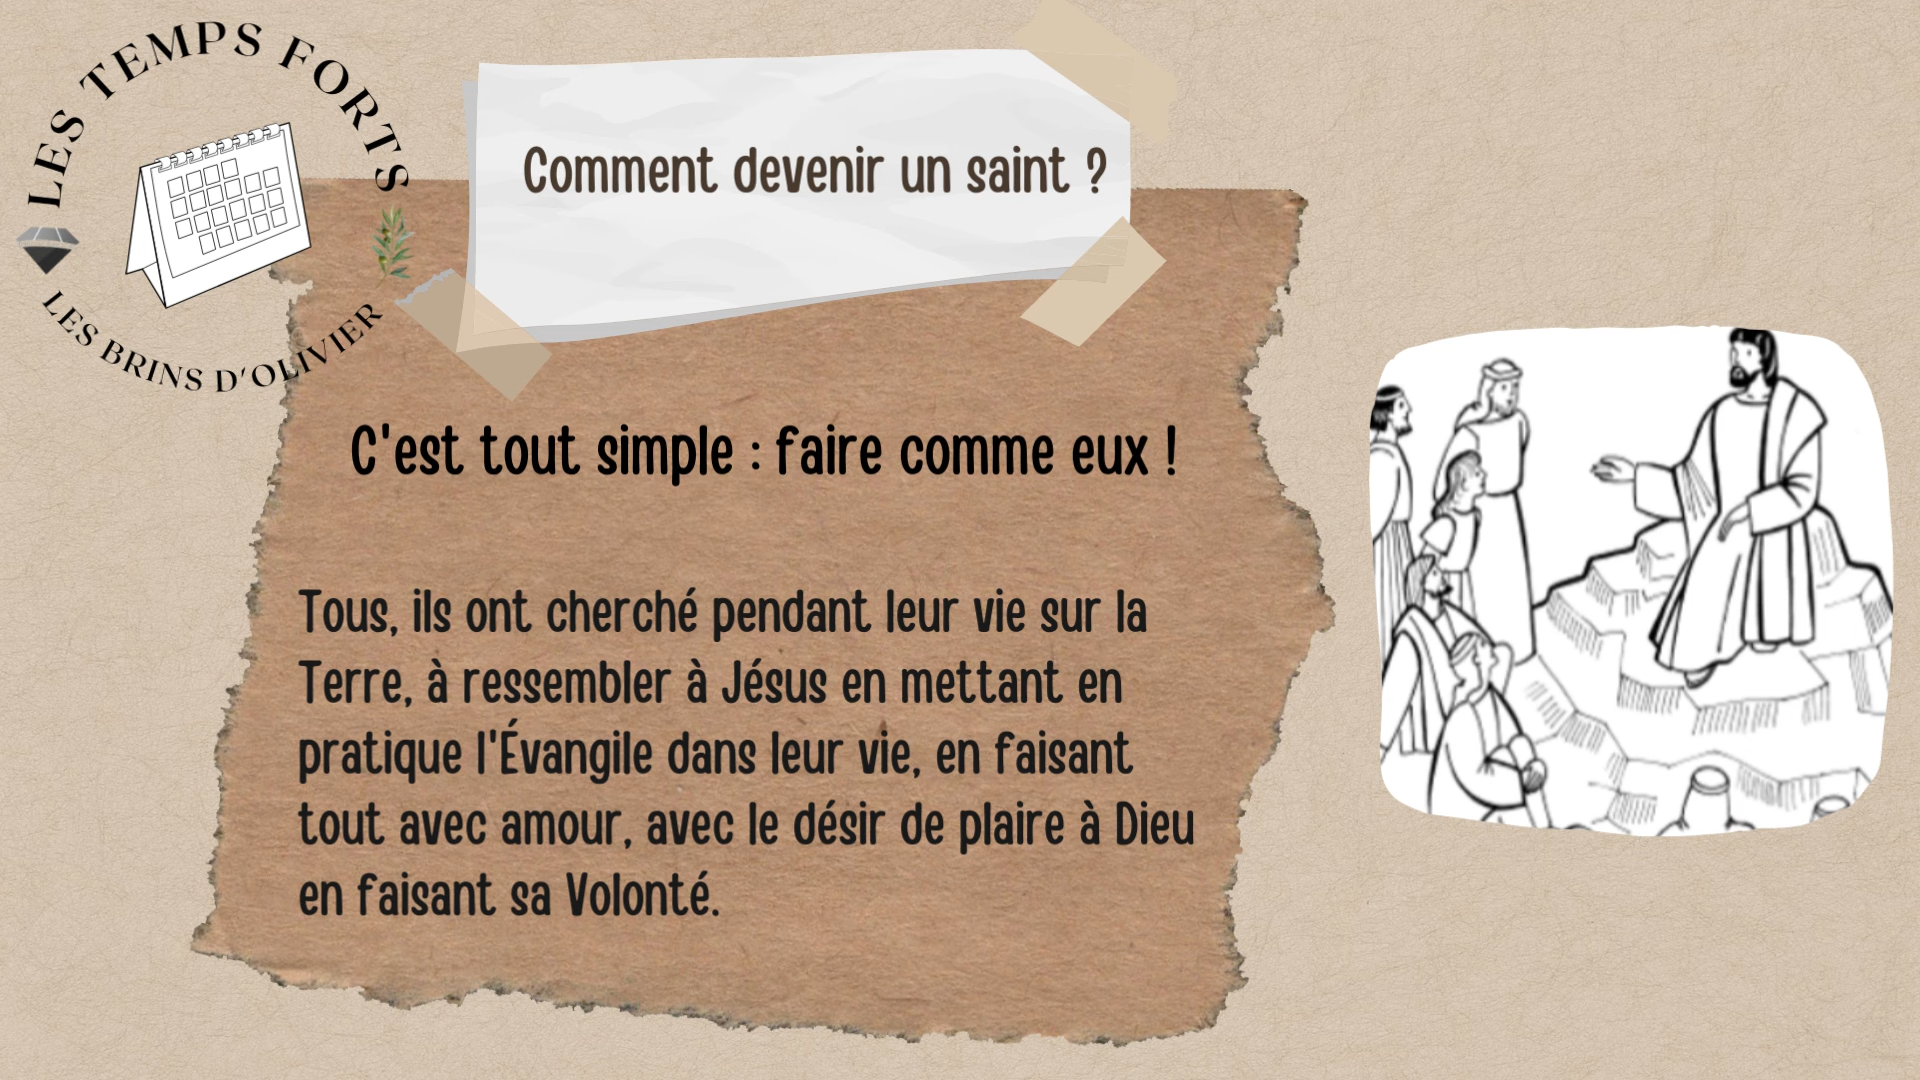 LES TEMPS FORTS
LES BRINS D'OLIVIER
Comment devenir un saint ?
C'est tout simple : faire comme eux !
Tous, ils ont cherché pendant leur vie sur la
Terre, à ressembler à Jésus en mettant en
pratique l'Évangile dans leur vie, en faisant
tout avec amour, avec le désir de plaire à Dieu
en faisant sa Volonté.